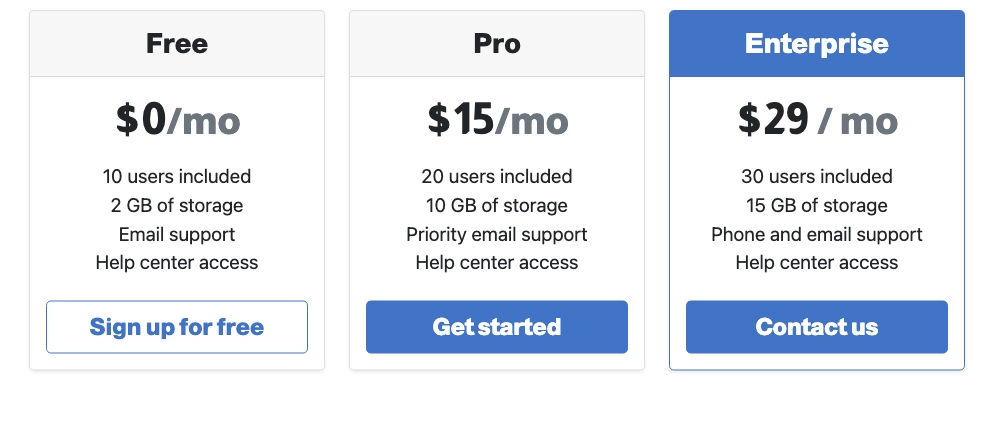 Free
$0/mo
10 users included
2 GB of storage
Email support
Help center access
Sign up for free
Pro
$15/mo
20 users included
10 GB of storage
Priority email support
Help center access
Get started
Enterprise
$29 / mo
30 users included
15 GB of storage
Phone and email support
Help center access
Contact us